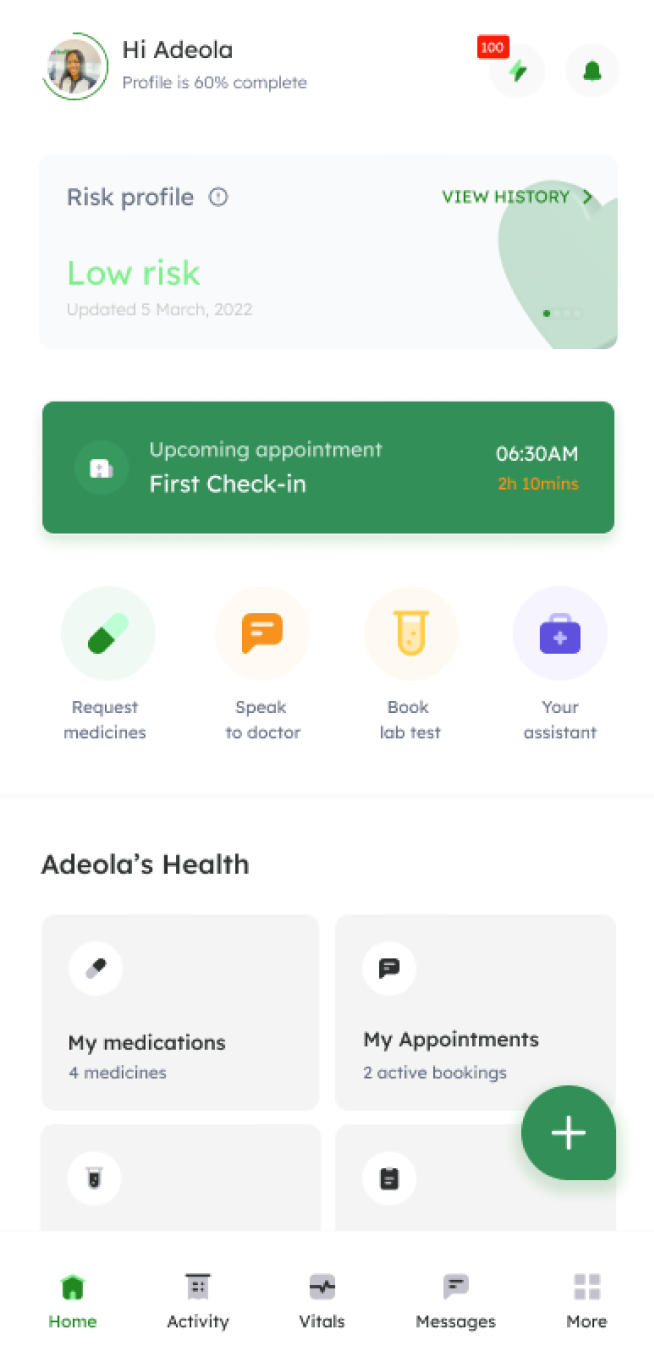 Hi Adeola
Profile is 60% complete
100
Risk profile
VIEW HISTORY
Low risk
Updated 5 March, 2022
Upcoming appointment
First Check-in
06:30AM
2h 10mins
Request
medicines
Speak
to doctor
Book
lab test
Your
assistant
Adeola’s Health
My medications
4 medicines
My Appointments
2 active bookings
Home
Activity
Vitals
Messages
More